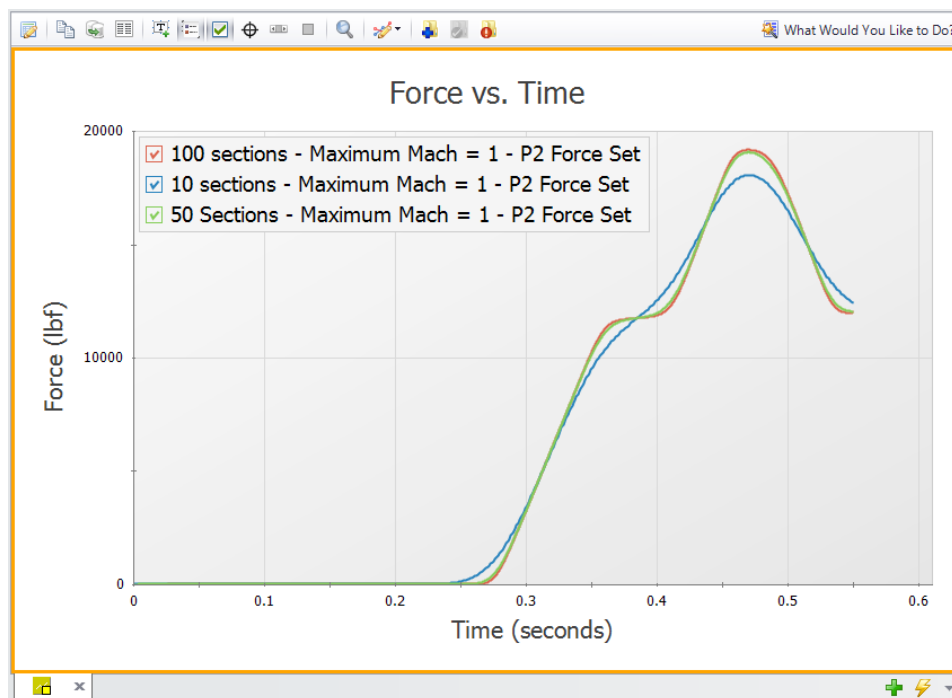 What Would You Like to Do?
Force vs. Time
20000
100 sections - Maximum Mach = 1 - P2 Force Set
10 sections - Maximum Mach = 1 - P2 Force Set
50 Sections - Maximum Mach = 1 - P2 Force Set
Force (lbf)
10000
0
0 0.1 0.2 0.3 0.4 0.5 0.6
Time (seconds)